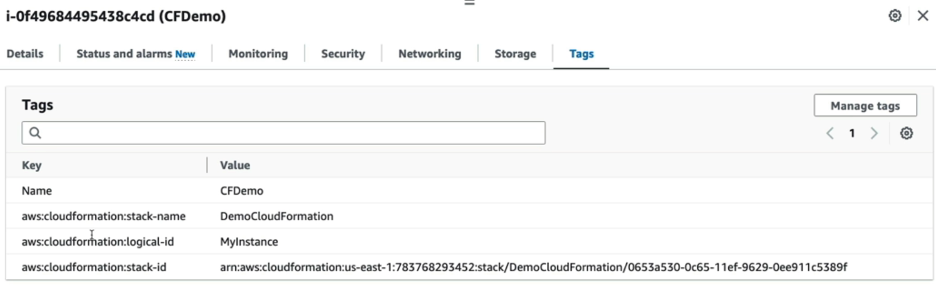 i-0f49684495438c4cd (CFDemo)
Details Status and alarms New Monitoring Security Networking Storage Tags
Tags Manage tags
1
Key Value
Name CFDemo
aws:cloudformation:stack-name DemoCloudFormation
aws:cloudformation:logical-id MyInstance
aws:cloudformation:stack-id arn:aws:cloudformation:us-east-1:783768293452:stack/DemoCloudFormation/0653a530-0c65-11ef-9629-0ee911c5389f